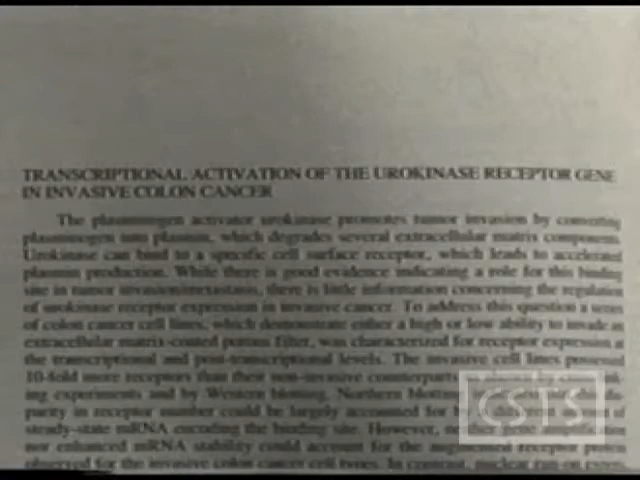 TRANSCRIPTIONAL ACTIVATION OF THE UROKINASE RECEPTOR GENE
IN INVASIVE COLON CANCER
The plasminogen activator urokinase promotes tumor invasion by converting
plasminogen into plasmin, which degrades several extracellular matrix components.
Urokinase can bind to a specific cell surface receptor, which leads to accelerated
plasmin production. While there is good evidence indicating a role for this binding
site in tumor invasion/metastasis, there is little information concerning the regulation
of urokinase receptor expression in invasive cancer. To address this question a series
of colon cancer cell lines, which demonstrate either a high or low ability to invade an
extracellular matrix-coated porous filter, was characterized for receptor expression at
the transcriptional and post-transcriptional levels. The invasive cell lines possessed
10-fold more receptors than their non-invasive counterparts
ing experiments and by Western blotting. Northern
parity in receptor number could be largely accounted for by
steady-state mRNA encoding the binding site. However,
nor enhanced mRNA stability could account for the augmented receptor
observed for the invasive colon cancer cell types. In contrast, nuclear run-on
CSTS